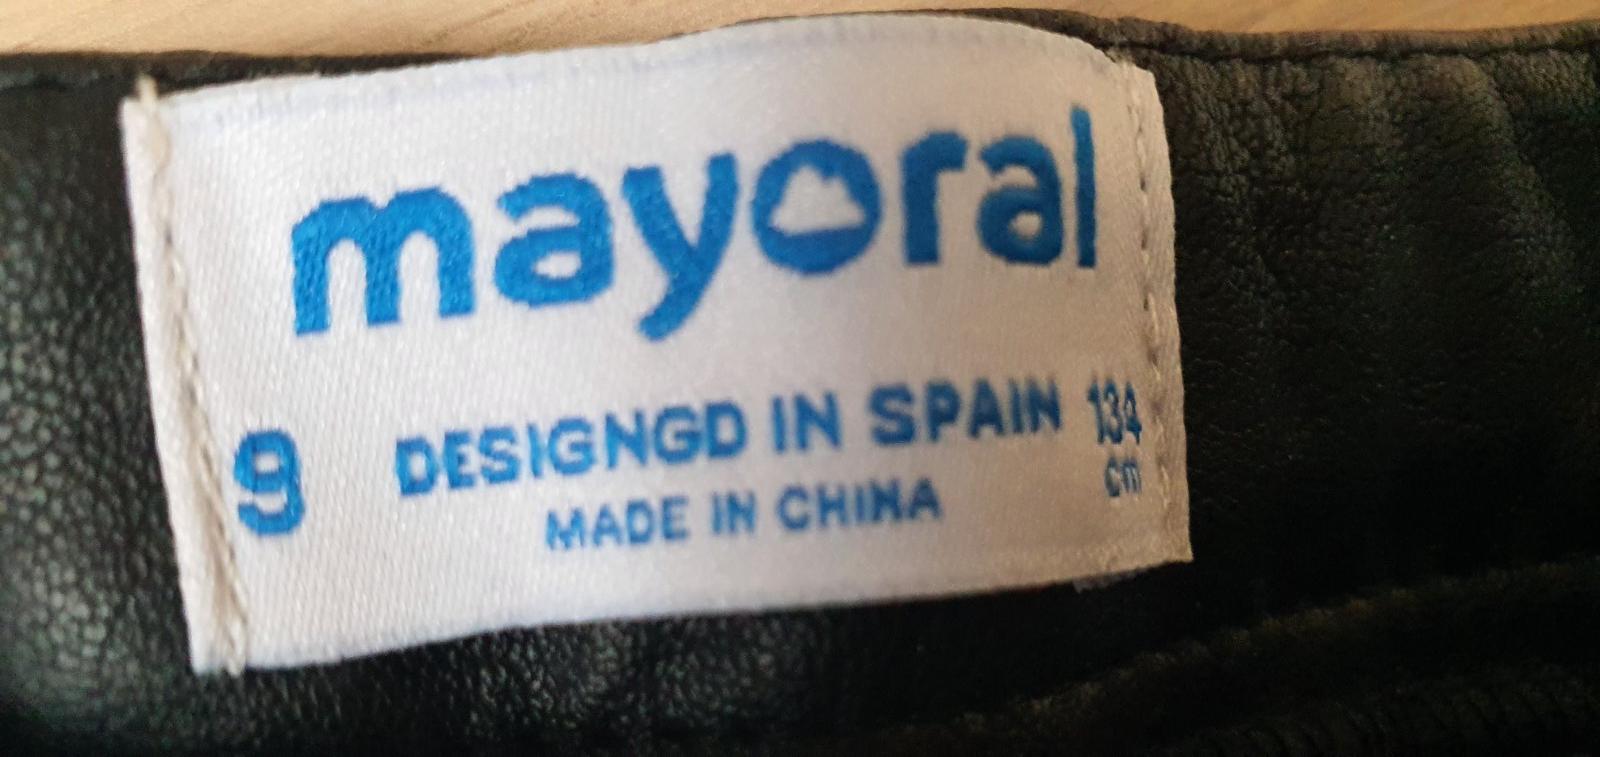 mayoral
9 DESIGNGD IN SPAIN 134 cm
MADE IN CHINA